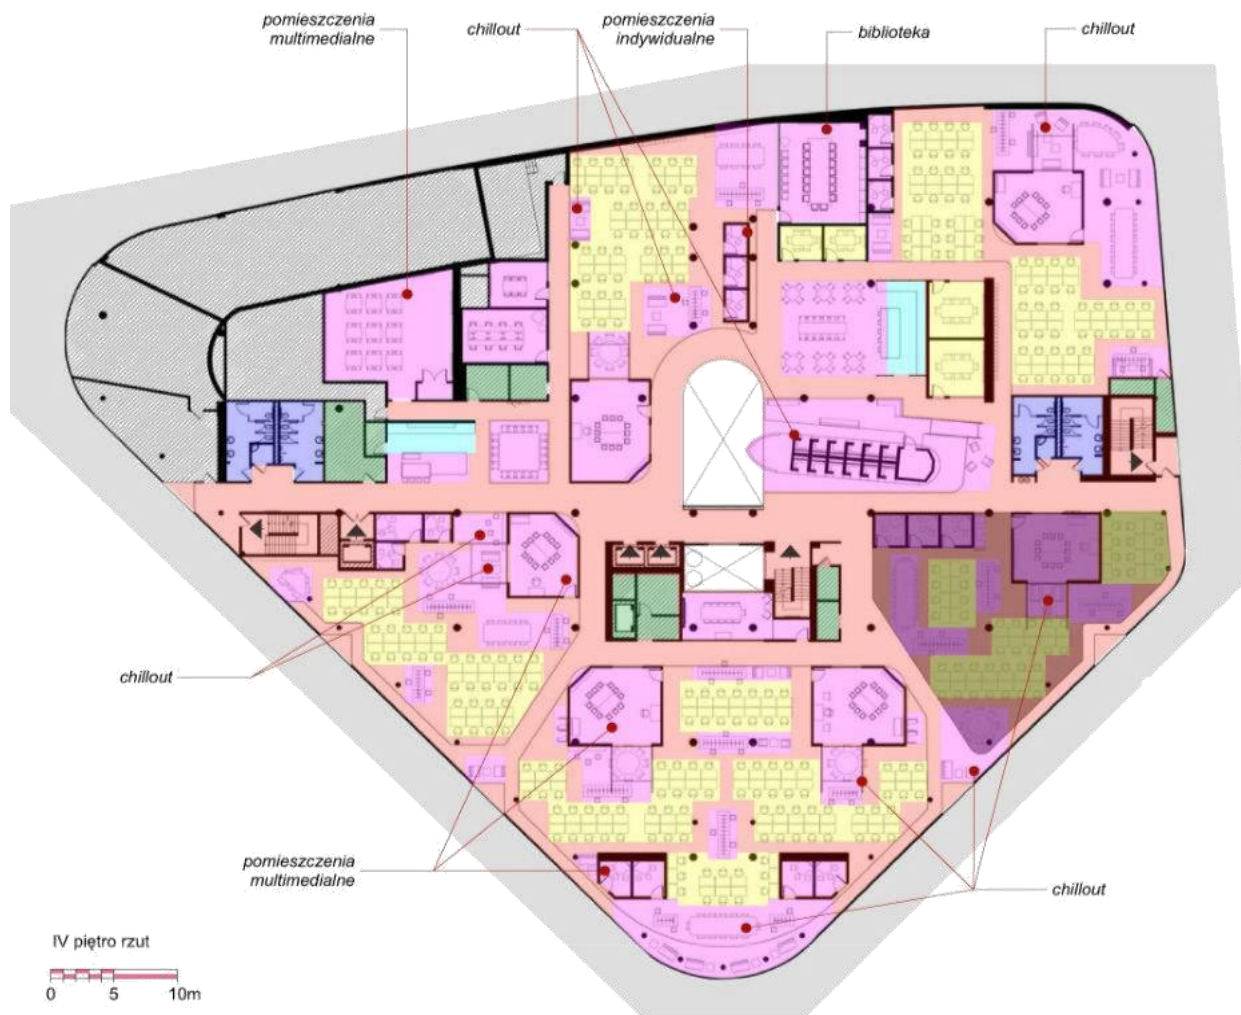 pomieszczenia
multimedialne
chillout
pomieszczenia
indywidualne
biblioteka
chillout
chillout
pomieszczenia
multimedialne
chillout
IV piętro rzut
0 5 10m